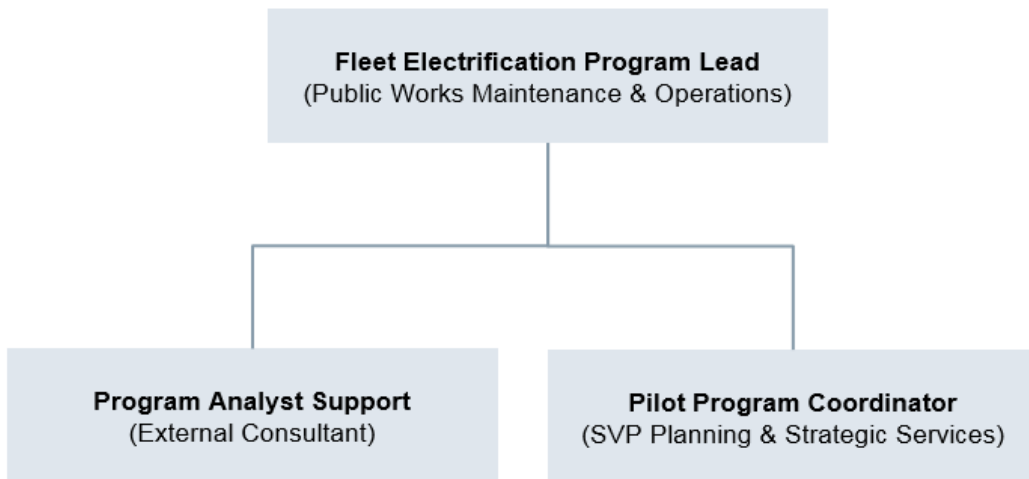 Fleet Electrification Program Lead
(Public Works Maintenance & Operations)
Program Analyst Support
(External Consultant)
Pilot Program Coordinator
(SVP Planning & Strategic Services)